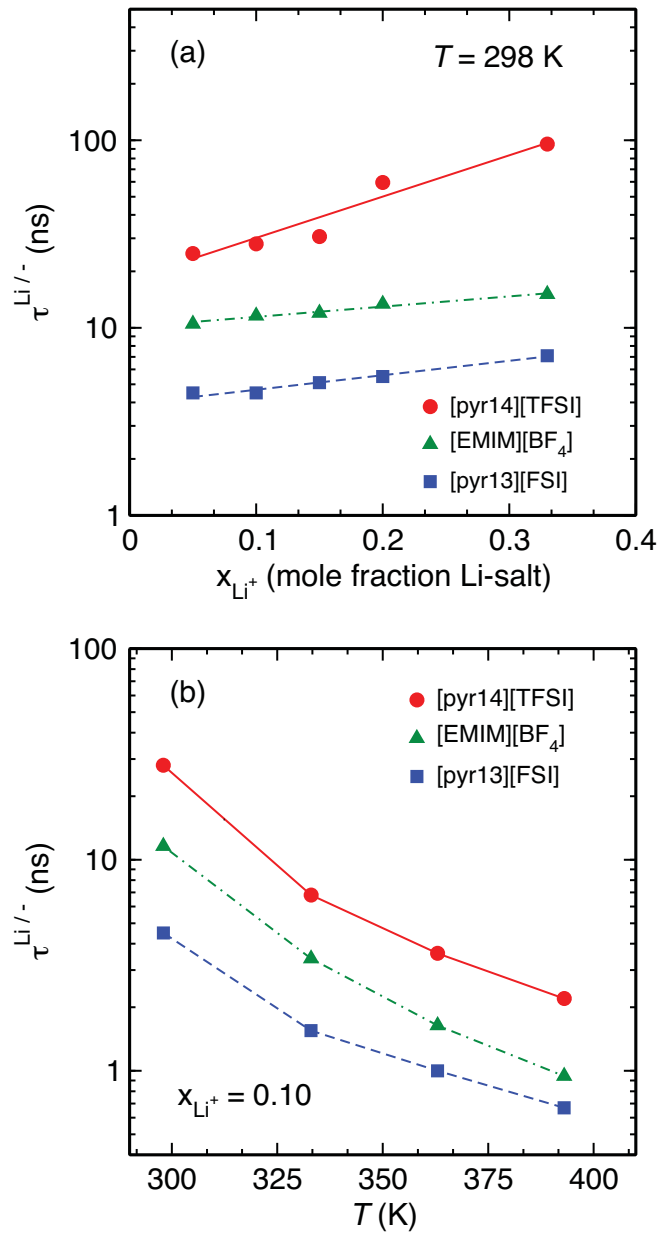 (a)
T = 298 K
100
10
1
τ^Li / - (ns)
[pyr14][TFSI]
[EMIM][BF₄]
[pyr13][FSI]
0 0.1 0.2 0.3 0.4
x_Li⁺ (mole fraction Li-salt)
(b)
100
10
1
τ^Li / - (ns)
[pyr14][TFSI]
[EMIM][BF₄]
[pyr13][FSI]
x_Li⁺ = 0.10
300 325 350 375 400
T (K)